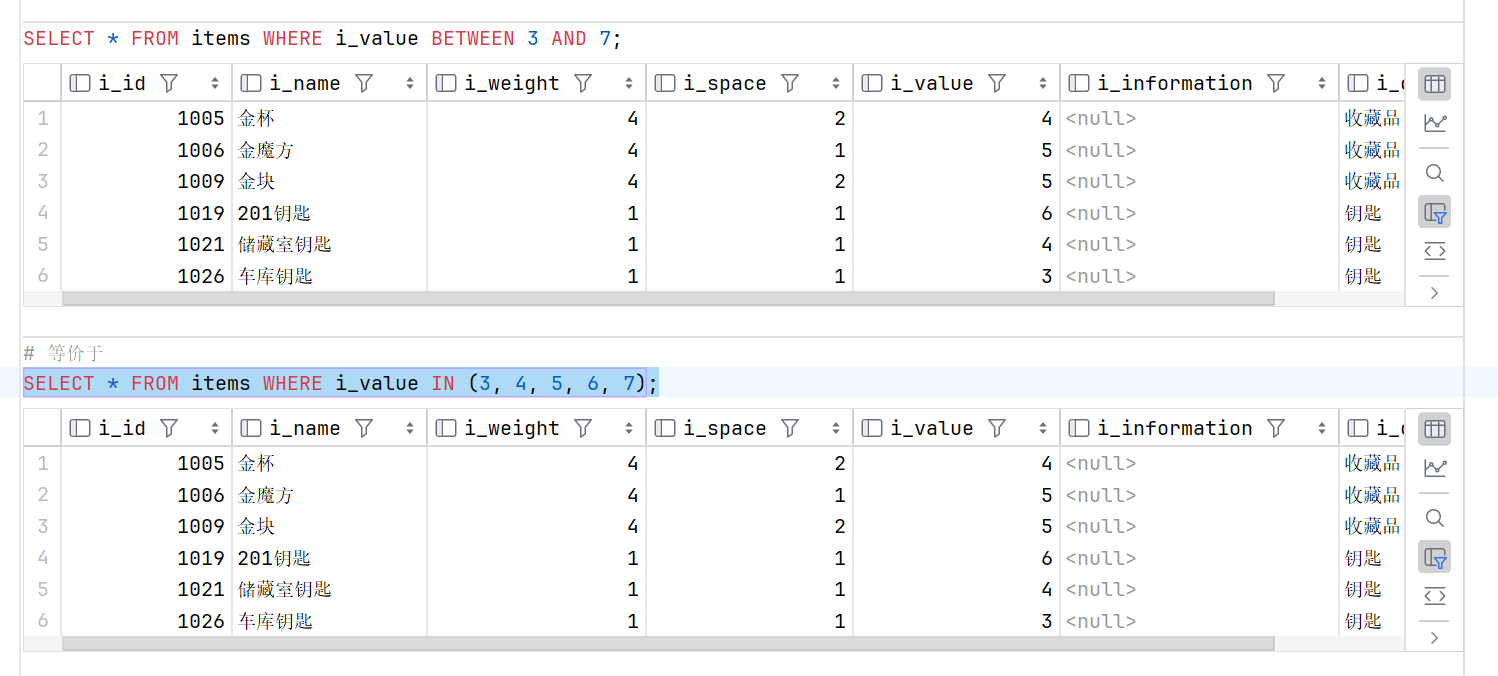 SELECT * FROM items WHERE i_value BETWEEN 3 AND 7;
i_id i_name i_weight i_space i_value i_information
1 1005 金杯 4 2 4 <null> 收藏品
2 1006 金魔方 4 1 5 <null> 收藏品
3 1009 金块 4 2 5 <null> 收藏品
4 1019 201钥匙 1 1 6 <null> 钥匙
5 1021 储藏室钥匙 1 1 4 <null> 钥匙
6 1026 车库钥匙 1 1 3 <null> 钥匙
# 等价于
SELECT * FROM items WHERE i_value IN (3, 4, 5, 6, 7);
i_id i_name i_weight i_space i_value i_information
1 1005 金杯 4 2 4 <null> 收藏品
2 1006 金魔方 4 1 5 <null> 收藏品
3 1009 金块 4 2 5 <null> 收藏品
4 1019 201钥匙 1 1 6 <null> 钥匙
5 1021 储藏室钥匙 1 1 4 <null> 钥匙
6 1026 车库钥匙 1 1 3 <null> 钥匙